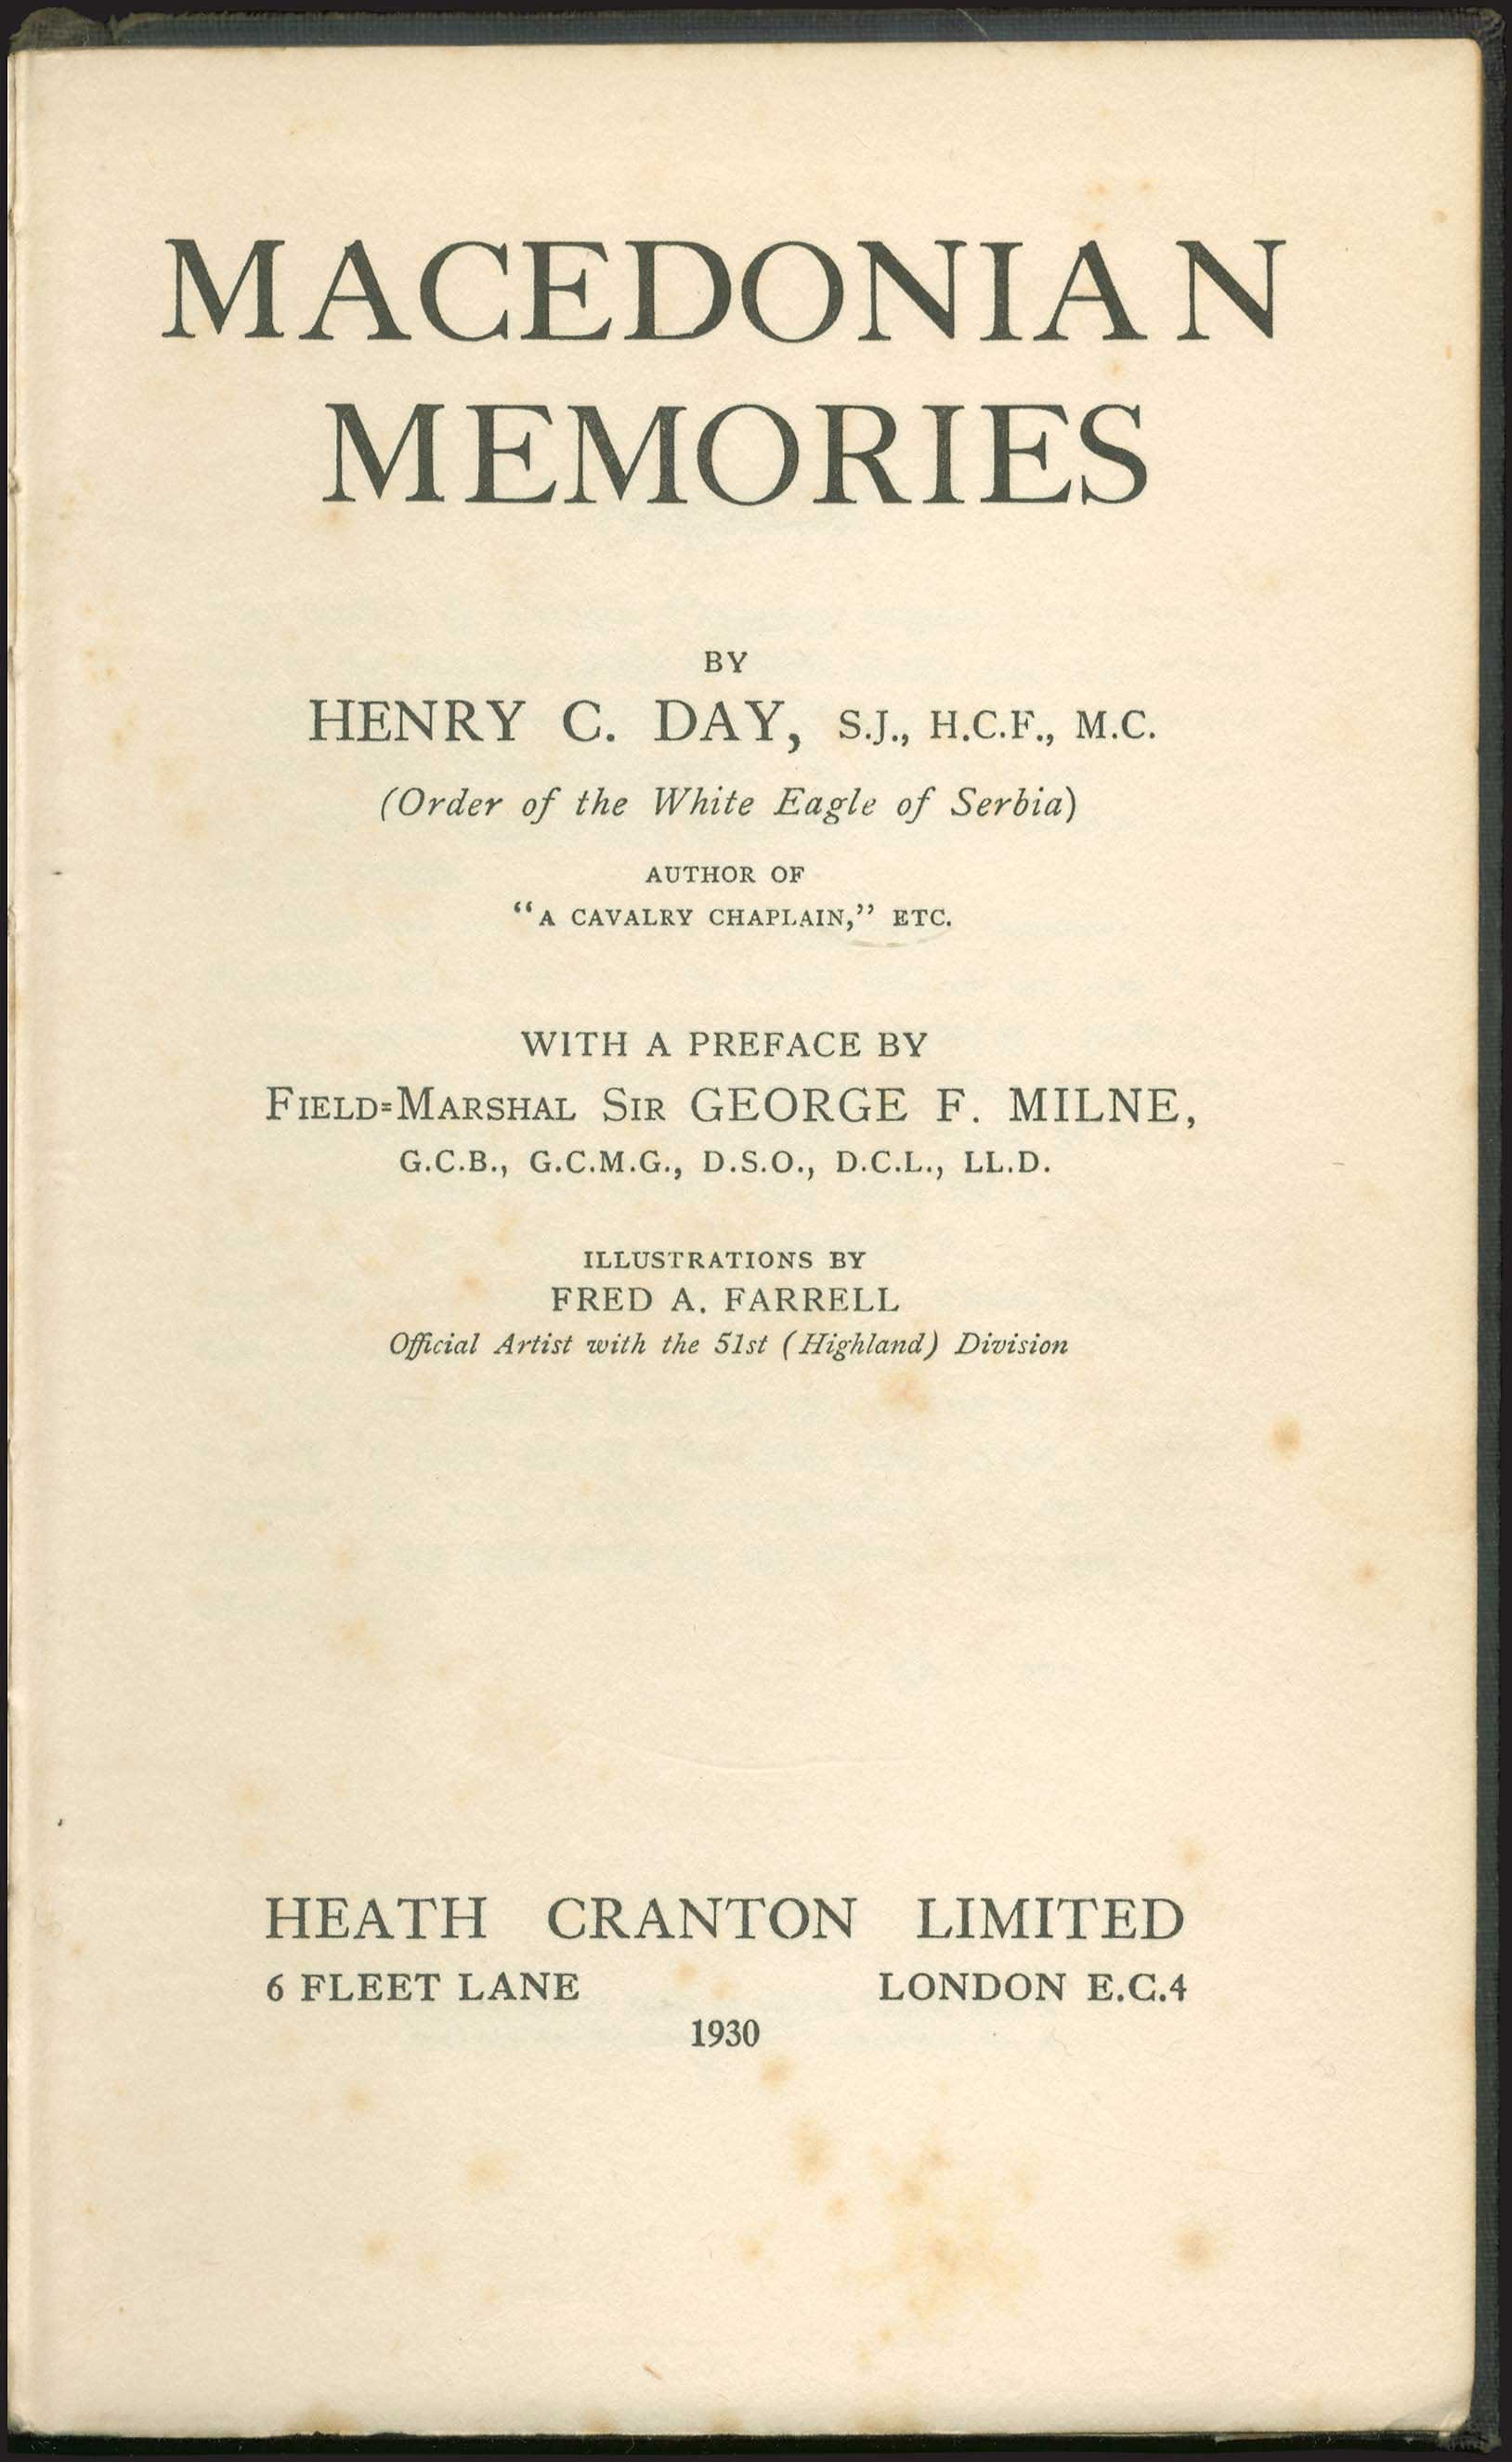 MACEDONIAN
MEMORIES
BY
HENRY C. DAY, S.J., H.C.F., M.C.
(Order of the White Eagle of Serbia)
AUTHOR OF
“A CAVALRY CHAPLAIN,” ETC.
WITH A PREFACE BY
FIELD-MARSHAL SIR GEORGE F. MILNE,
G.C.B., G.C.M.G., D.S.O., D.C.L., LL.D.
ILLUSTRATIONS BY
FRED A. FARRELL
Official Artist with the 51st (Highland) Division
HEATH CRANTON LIMITED
6 FLEET LANE LONDON E.C.4
1930